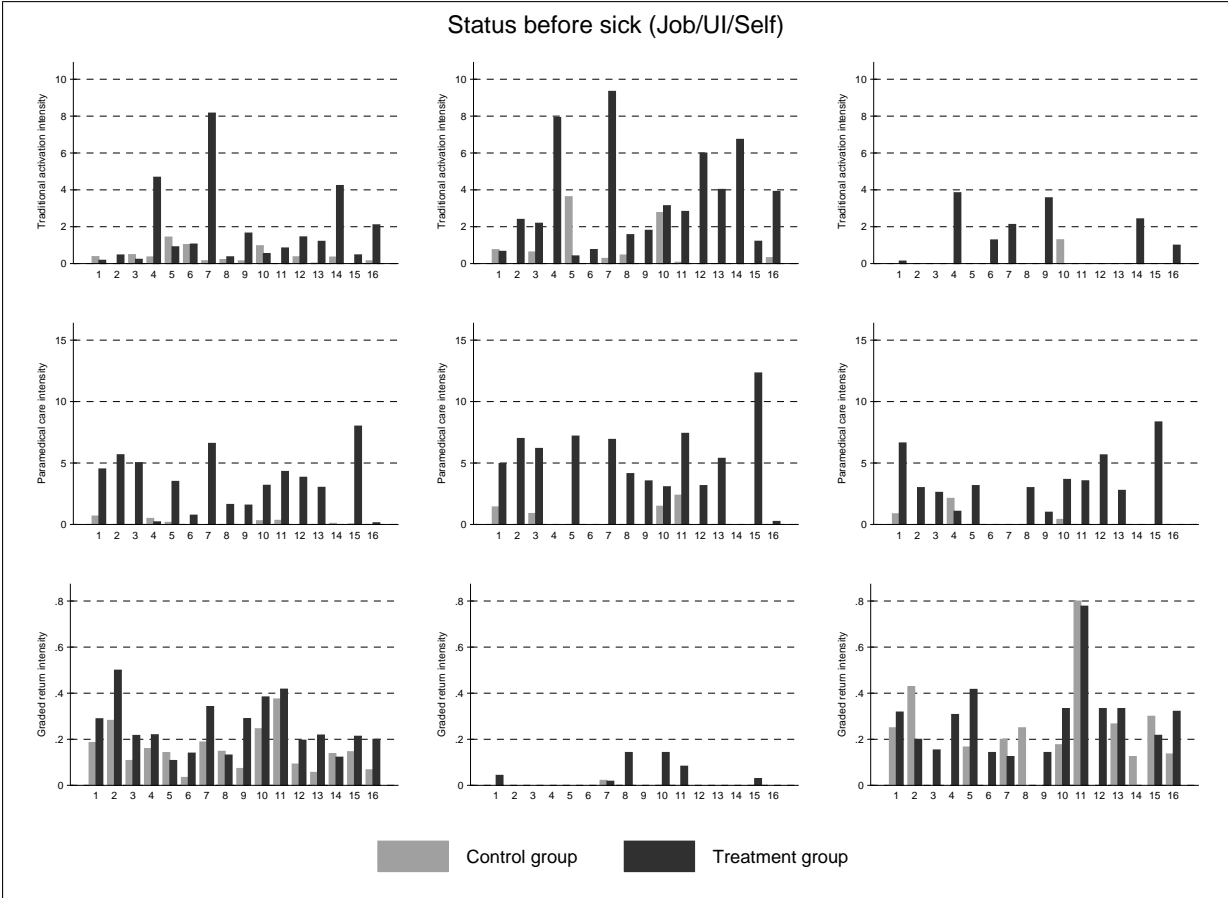 Status before sick (Job/UI/Self)
Traditional activation intensity
10
8
6
4
2
0
1 2 3 4 5 6 7 8 9 10 11 12 13 14 15 16
Traditional activation intensity
10
8
6
4
2
0
1 2 3 4 5 6 7 8 9 10 11 12 13 14 15 16
Traditional activation intensity
10
8
6
4
2
0
1 2 3 4 5 6 7 8 9 10 11 12 13 14 15 16
Paramedical care intensity
15
10
5
0
1 2 3 4 5 6 7 8 9 10 11 12 13 14 15 16
Paramedical care intensity
15
10
5
0
1 2 3 4 5 6 7 8 9 10 11 12 13 14 15 16
Paramedical care intensity
15
10
5
0
1 2 3 4 5 6 7 8 9 10 11 12 13 14 15 16
Graded return intensity
.8
.6
.4
.2
0
1 2 3 4 5 6 7 8 9 10 11 12 13 14 15 16
Graded return intensity
.8
.6
.4
.2
0
1 2 3 4 5 6 7 8 9 10 11 12 13 14 15 16
Graded return intensity
.8
.6
.4
.2
0
1 2 3 4 5 6 7 8 9 10 11 12 13 14 15 16
Control group Treatment group